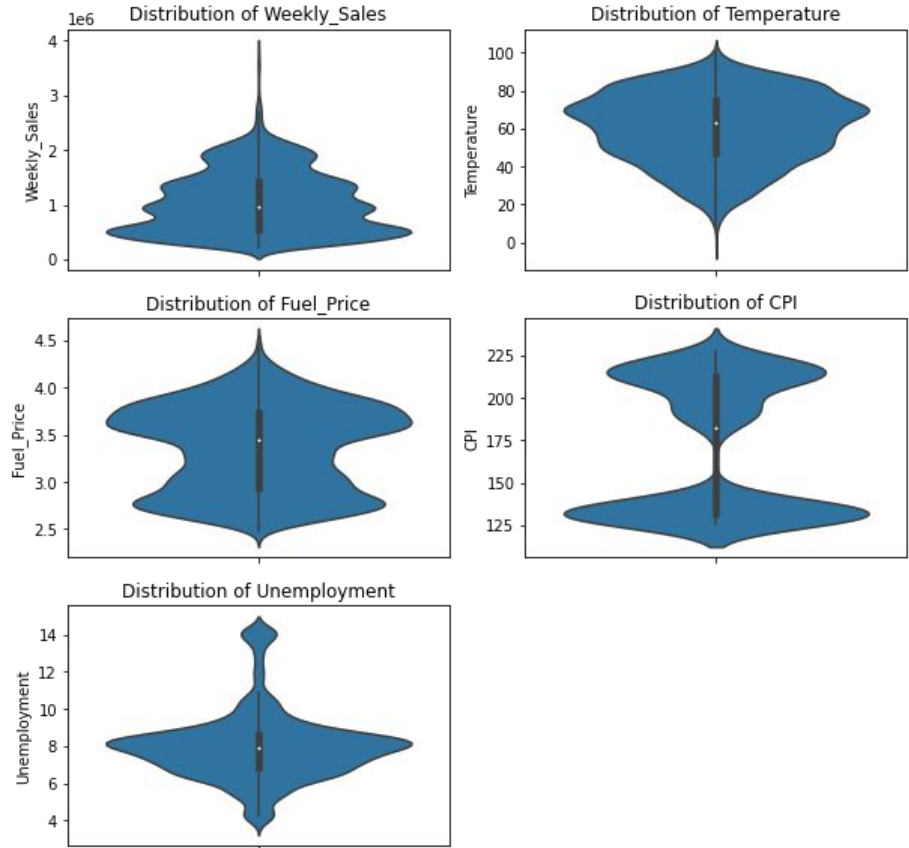 Distribution of Weekly_Sales
1e6
4
3
2
1
0
Weekly_Sales
Distribution of Temperature
100
80
60
40
20
0
Temperature
Distribution of Fuel_Price
4.5
4.0
3.5
3.0
2.5
Fuel_Price
Distribution of CPI
225
200
175
150
125
CPI
Distribution of Unemployment
14
12
10
8
6
4
Unemployment